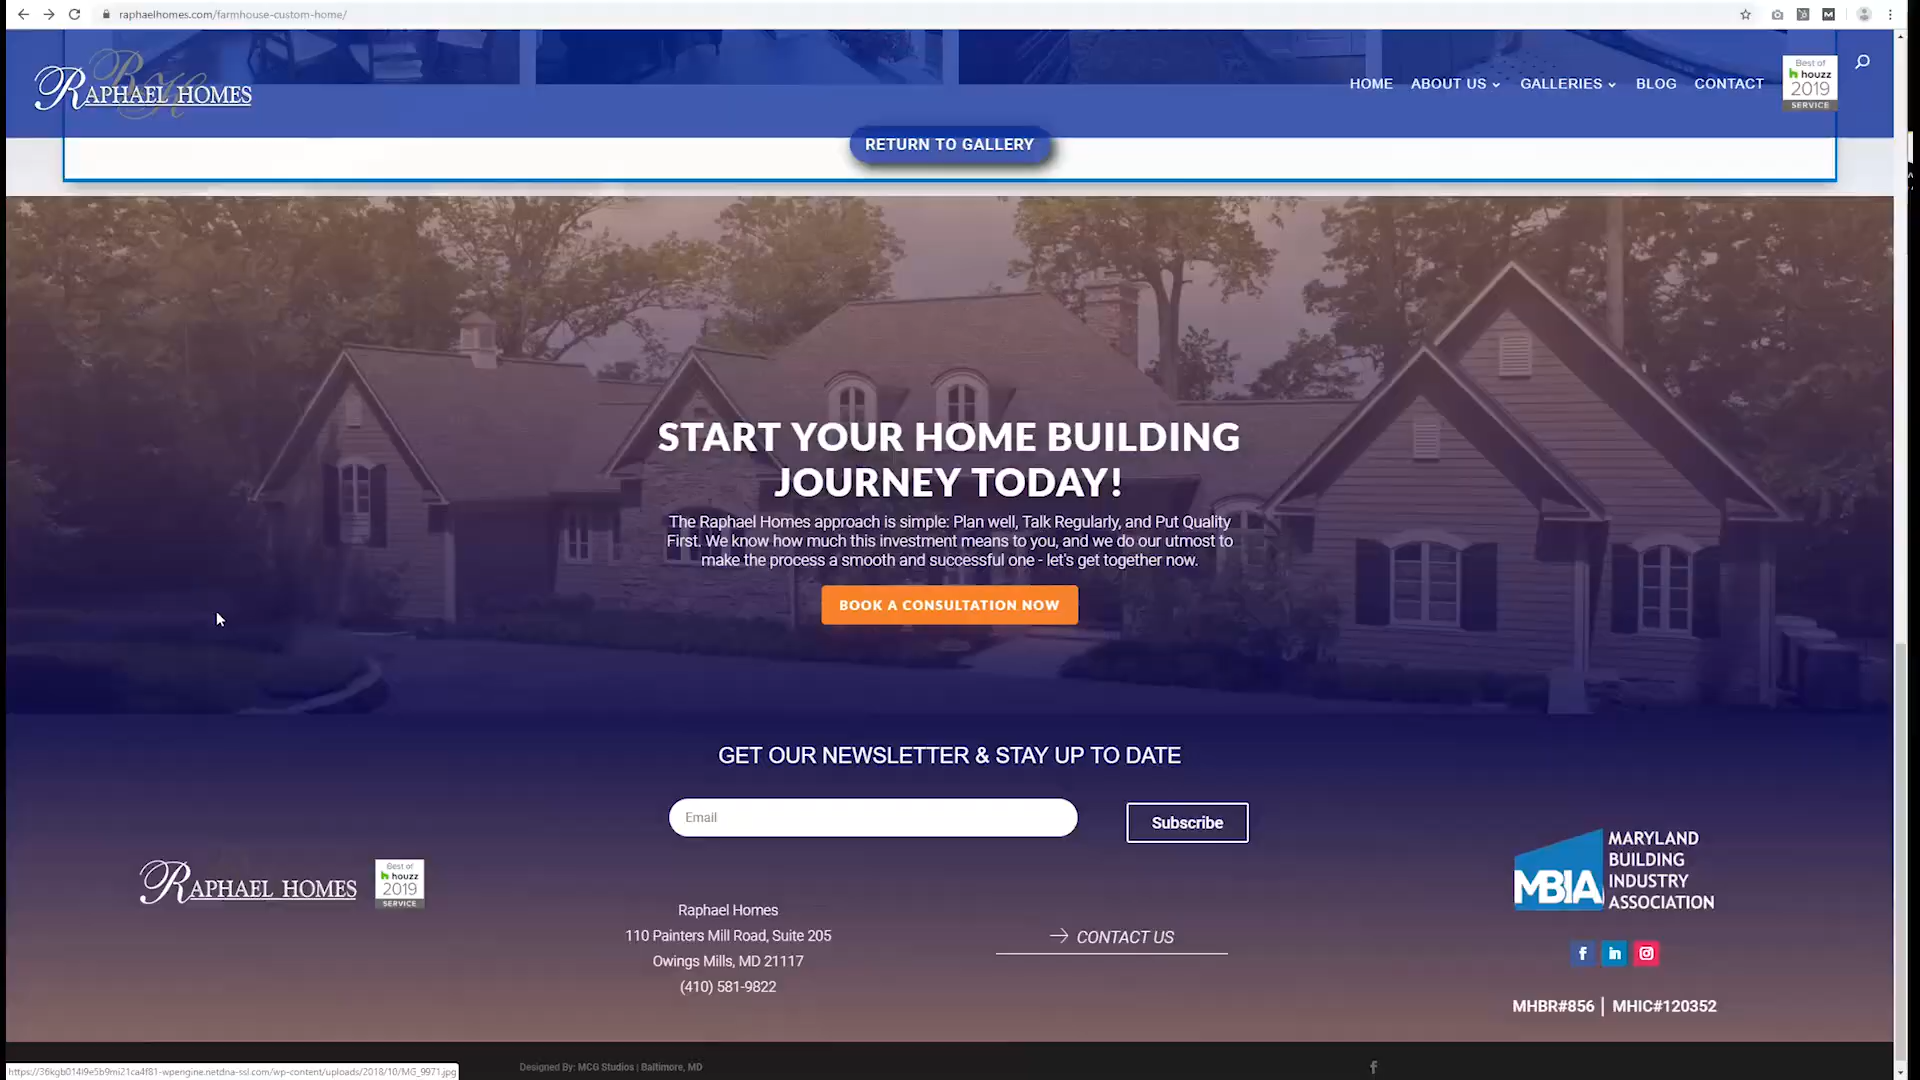 raphaelhomes.com/farmhouse-custom-home/
RAPHAEL HOMES
HOME
ABOUT US
GALLERIES
BLOG
CONTACT
Best of
houzz
2019
SERVICE
RETURN TO GALLERY
START YOUR HOME BUILDING
JOURNEY TODAY!
The Raphael Homes approach is simple: Plan well, Talk Regularly, and Put Quality
First. We know how much this investment means to you, and we do our utmost to
make the process a smooth and successful one - let's get together now.
BOOK A CONSULTATION NOW
GET OUR NEWSLETTER & STAY UP TO DATE
Email
Subscribe
RAPHAEL HOMES
Best of
houzz
2019
SERVICE
Raphael Homes
110 Painters Mill Road, Suite 205
Owings Mills, MD 21117
(410) 581-9822
CONTACT US
MBIA
MARYLAND
BUILDING
INDUSTRY
ASSOCIATION
MHBR#856 | MHIC#120352
Designed By: MCG Studios | Baltimore, MD